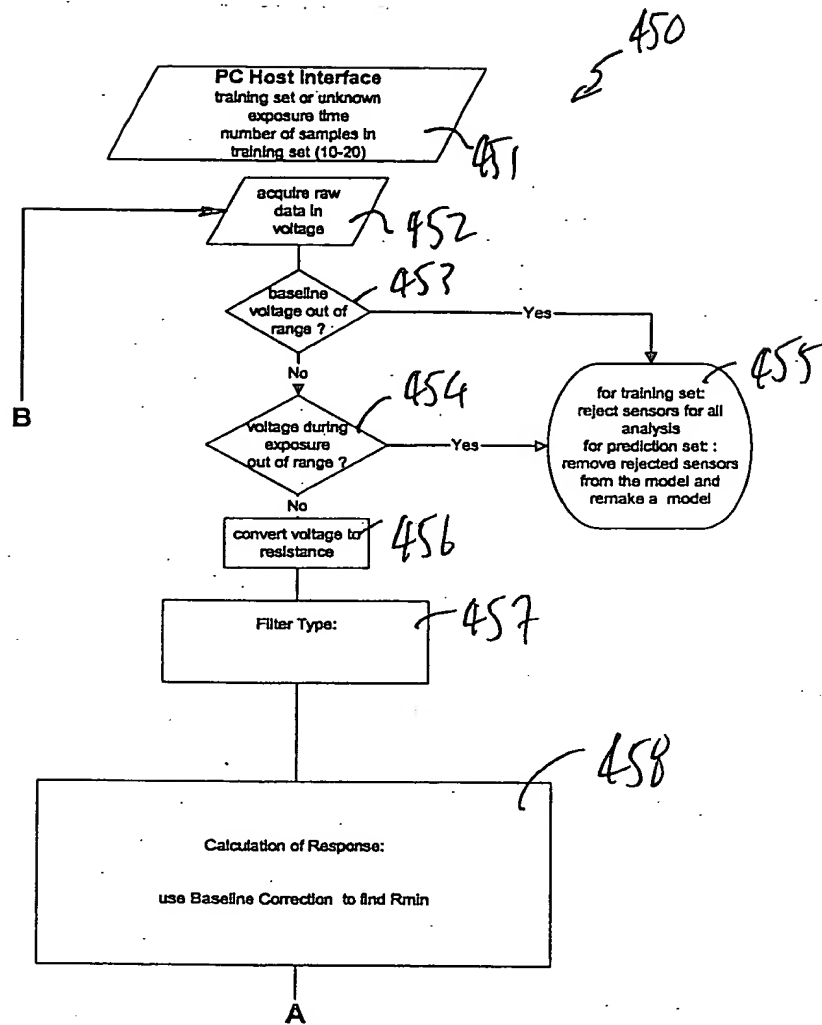 450
PC Host Interface
training set or unknown
exposure time
number of samples in
training set (10-20)
451
acquire raw
data in
voltage
452
baseline
voltage out of
range ?
453
Yes
No
B
454
voltage during
exposure
out of range ?
Yes
455
for training set:
reject sensors for all
analysis
for prediction set: :
remove rejected sensors
from the model and
remake a model
No
convert voltage to
resistance
456
Filter Type:
457
458
Calculation of Response:
use Baseline Correction to find Rmin
A